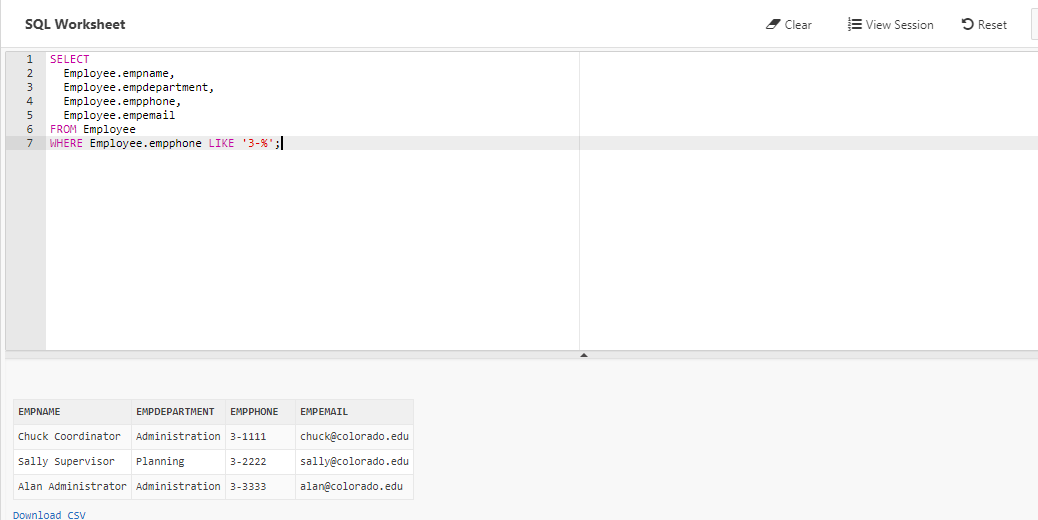 SQL Worksheet
Clear View Session Reset
1 SELECT
2 Employee.empname,
3 Employee.empdepartment,
4 Employee.empphone,
5 Employee.empemail
6 FROM Employee
7 WHERE Employee.empphone LIKE '3-%';
EMPNAME EMPDEPARTMENT EMPPHONE EMPEMAIL
Chuck Coordinator Administration 3-1111 chuck@colorado.edu
Sally Supervisor Planning 3-2222 sally@colorado.edu
Alan Administrator Administration 3-3333 alan@colorado.edu
Download CSV